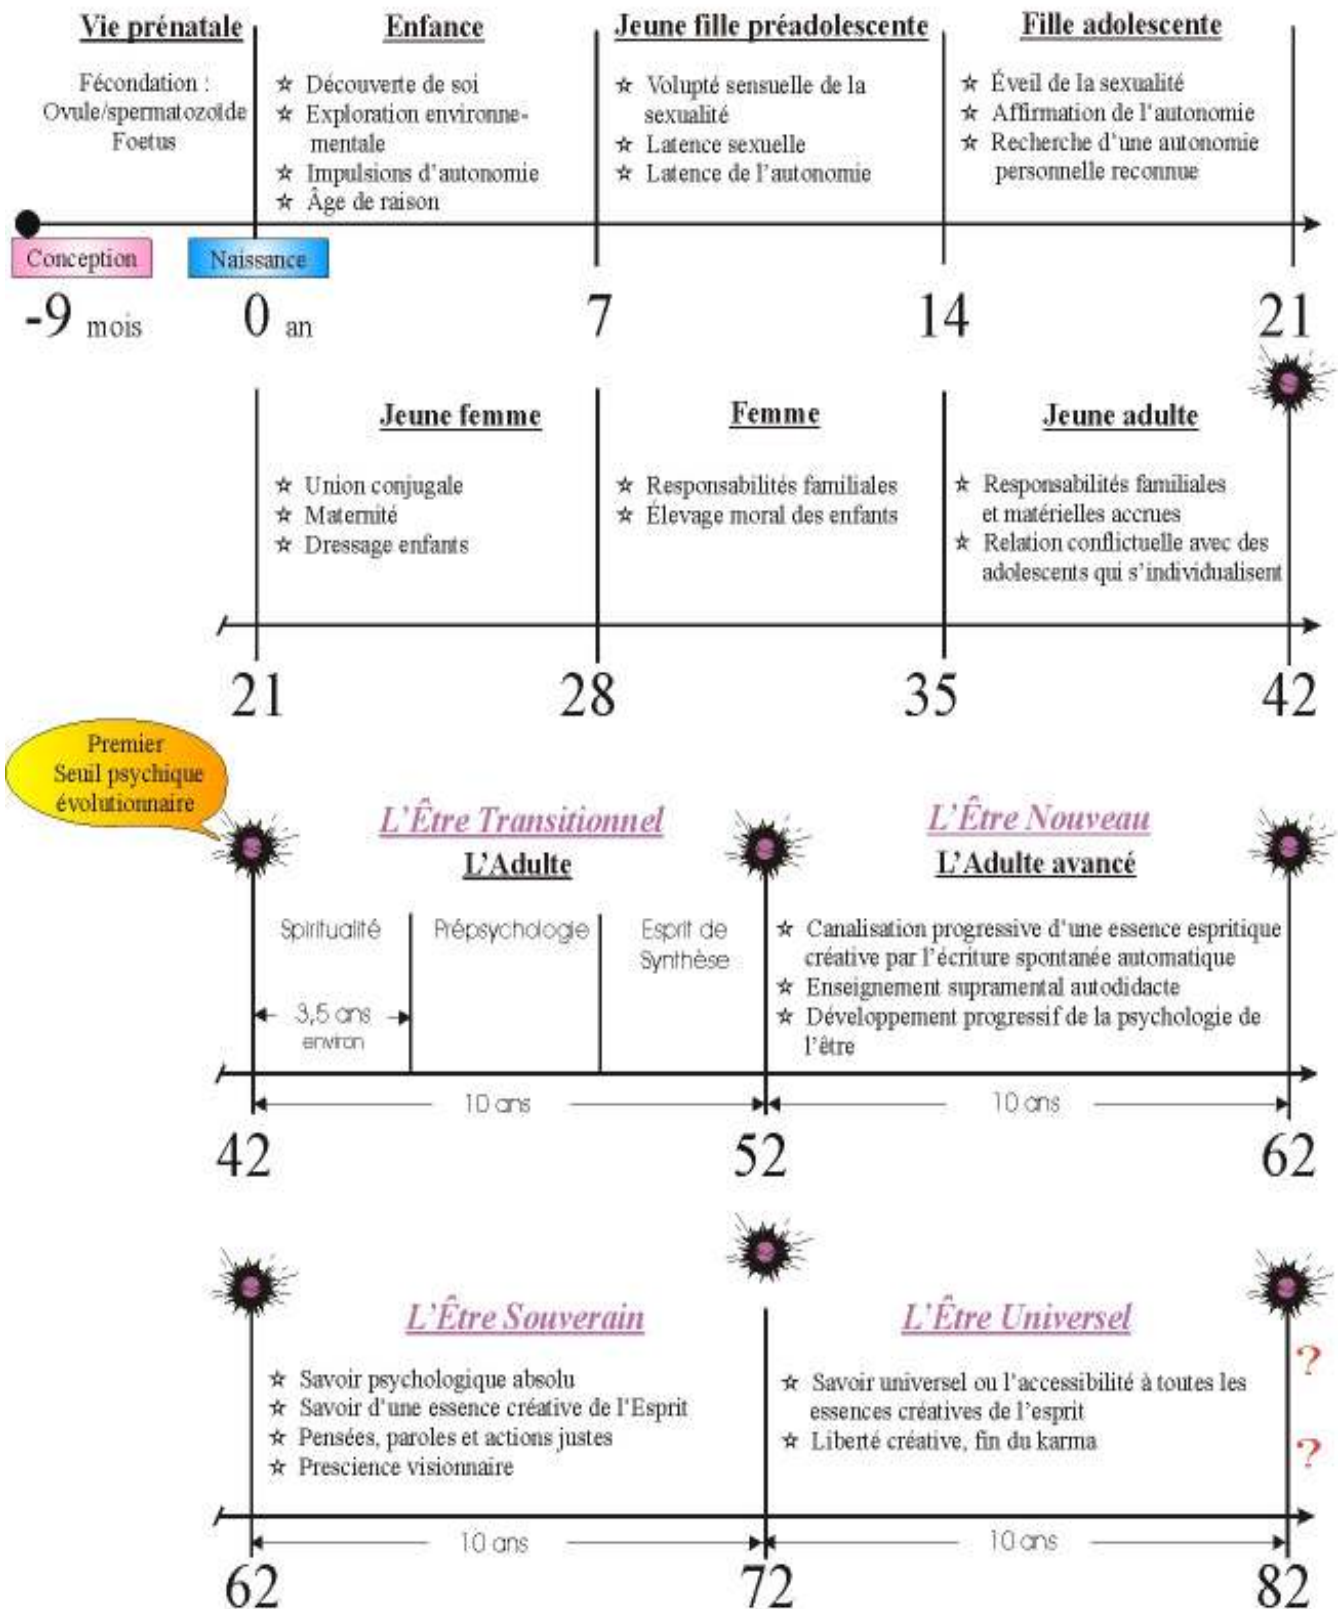 Vie prénatale
Fécondation :
Ovule/spermatozoïde
Foetus
Enfance
☆ Découverte de soi
☆ Exploration environne-
mentale
☆ Impulsions d'autonomie
☆ Âge de raison
Jeune fille préadolescente
☆ Volupté sensuelle de la
sexualité
☆ Latence sexuelle
☆ Latence de l'autonomie
Fille adolescente
☆ Éveil de la sexualité
☆ Affirmation de l'autonomie
☆ Recherche d'une autonomie
personnelle reconnue
Conception
Naissance
-9 mois
0 an
7
14
21
Jeune femme
☆ Union conjugale
☆ Maternité
☆ Dressage enfants
Femme
☆ Responsabilités familiales
☆ Élevage moral des enfants
Jeune adulte
☆ Responsabilités familiales
et matérielles accrues
☆ Relation conflictuelle avec des
adolescents qui s'individualisent
21
28
35
42
Premier
Seuil psychique
évolutionnaire
L'Être Transitionnel
L'Adulte
Spiritualité
Prépsychologie
Esprit de
Synthèse
3,5 ans
environ
L'Être Nouveau
L'Adulte avancé
☆ Canalisation progressive d'une essence espritique
créative par l'écriture spontanée automatique
☆ Enseignement supramental autodidacte
☆ Développement progressif de la psychologie de
l'être
10 ans
10 ans
42
52
62
L'Être Souverain
☆ Savoir psychologique absolu
☆ Savoir d'une essence créative de l'Esprit
☆ Pensées, paroles et actions justes
☆ Prescience visionnaire
L'Être Universel
☆ Savoir universel ou l'accessibilité à toutes les
essences créatives de l'esprit
☆ Liberté créative, fin du karma
?
?
10 ans
10 ans
62
72
82